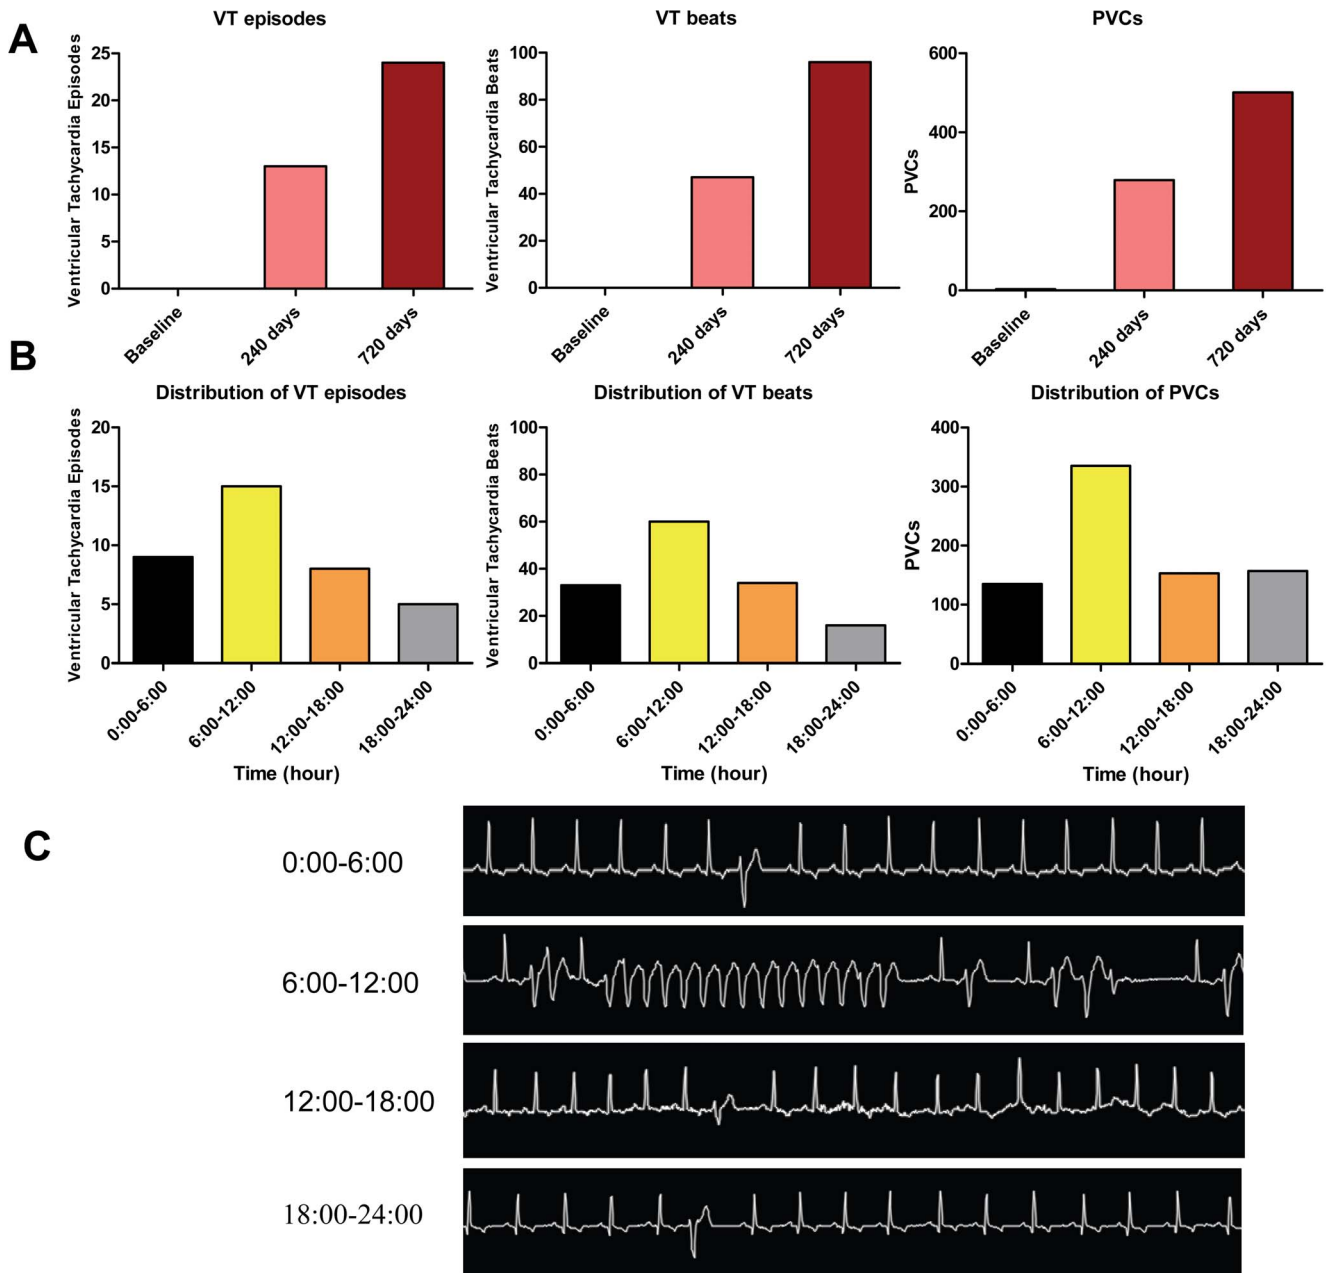 A
VT episodes
Ventricular Tachycardia Episodes
25
20
15
10
5
0
Baseline
240 days
720 days
VT beats
Ventricular Tachycardia Beats
100
80
60
40
20
0
Baseline
240 days
720 days
PVCs
PVCs
600
400
200
0
Baseline
240 days
720 days
B
Distribution of VT episodes
Ventricular Tachycardia Episodes
20
15
10
5
0
0:00-6:00
6:00-12:00
12:00-18:00
18:00-24:00
Time (hour)
Distribution of VT beats
Ventricular Tachycardia Beats
100
80
60
40
20
0
0:00-6:00
6:00-12:00
12:00-18:00
18:00-24:00
Time (hour)
Distribution of PVCs
PVCs
400
300
200
100
0
0:00-6:00
6:00-12:00
12:00-18:00
18:00-24:00
Time (hour)
C
0:00-6:00
6:00-12:00
12:00-18:00
18:00-24:00